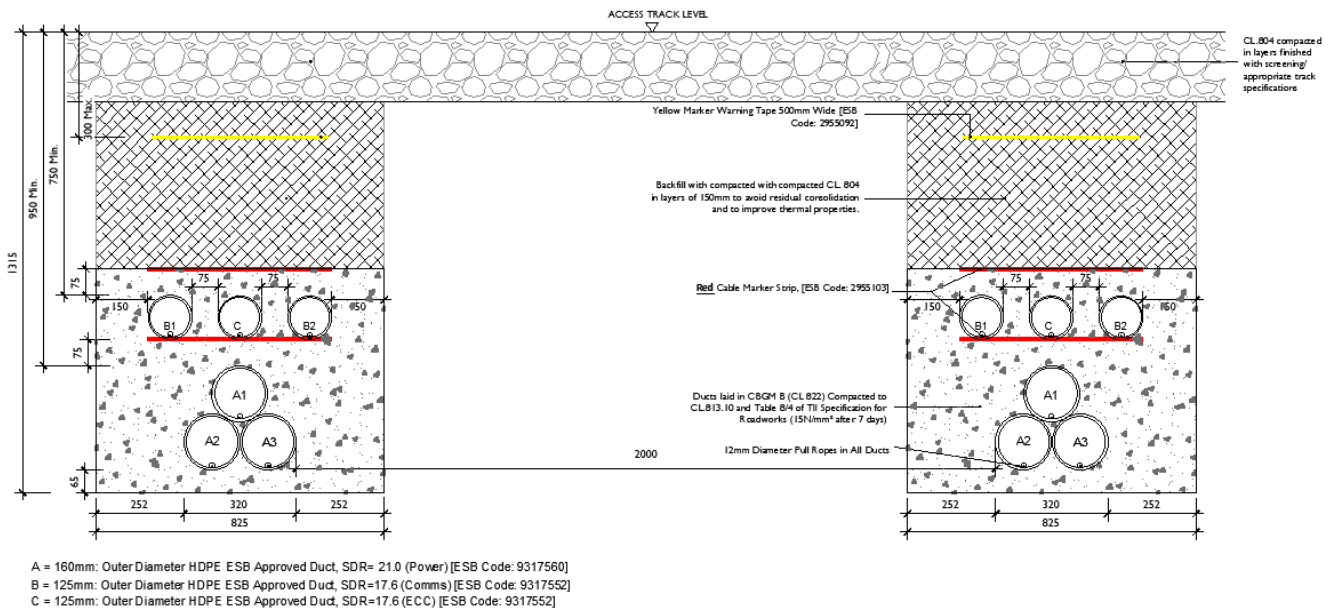 ACCESS TRACK LEVEL
CL.804 compacted
in layers finished
with screening/
appropriate track
specifications
300 Max.
750 Min.
950 Min.
1315
Yellow Marker Warning Tape 500mm Wide [ESB
Code: 2955092]
Backfill with compacted with compacted CL. 804
in layers of 150mm to avoid residual consolidation
and to improve thermal properties.
75
75
75
150
150
B1
C
B2
75
A1
A2
A3
65
252
320
252
825
Red Cable Marker Strip, [ESB Code: 2955103]
Ducts laid in CBGM B (CL822) Compacted to
CL.813.10 and Table 8/4 of TII Specification for
Roadworks (15N/mm² after 7 days)
12mm Diameter Pull Ropes in All Ducts
2000
75
75
150
150
B1
C
B2
A1
A2
A3
252
320
252
825
A = 160mm: Outer Diameter HDPE ESB Approved Duct, SDR= 21.0 (Power) [ESB Code: 9317560]
B = 125mm: Outer Diameter HDPE ESB Approved Duct, SDR=17.6 (Comms) [ESB Code: 9317552]
C = 125mm: Outer Diameter HDPE ESB Approved Duct, SDR=17.6 (ECC) [ESB Code: 9317552]